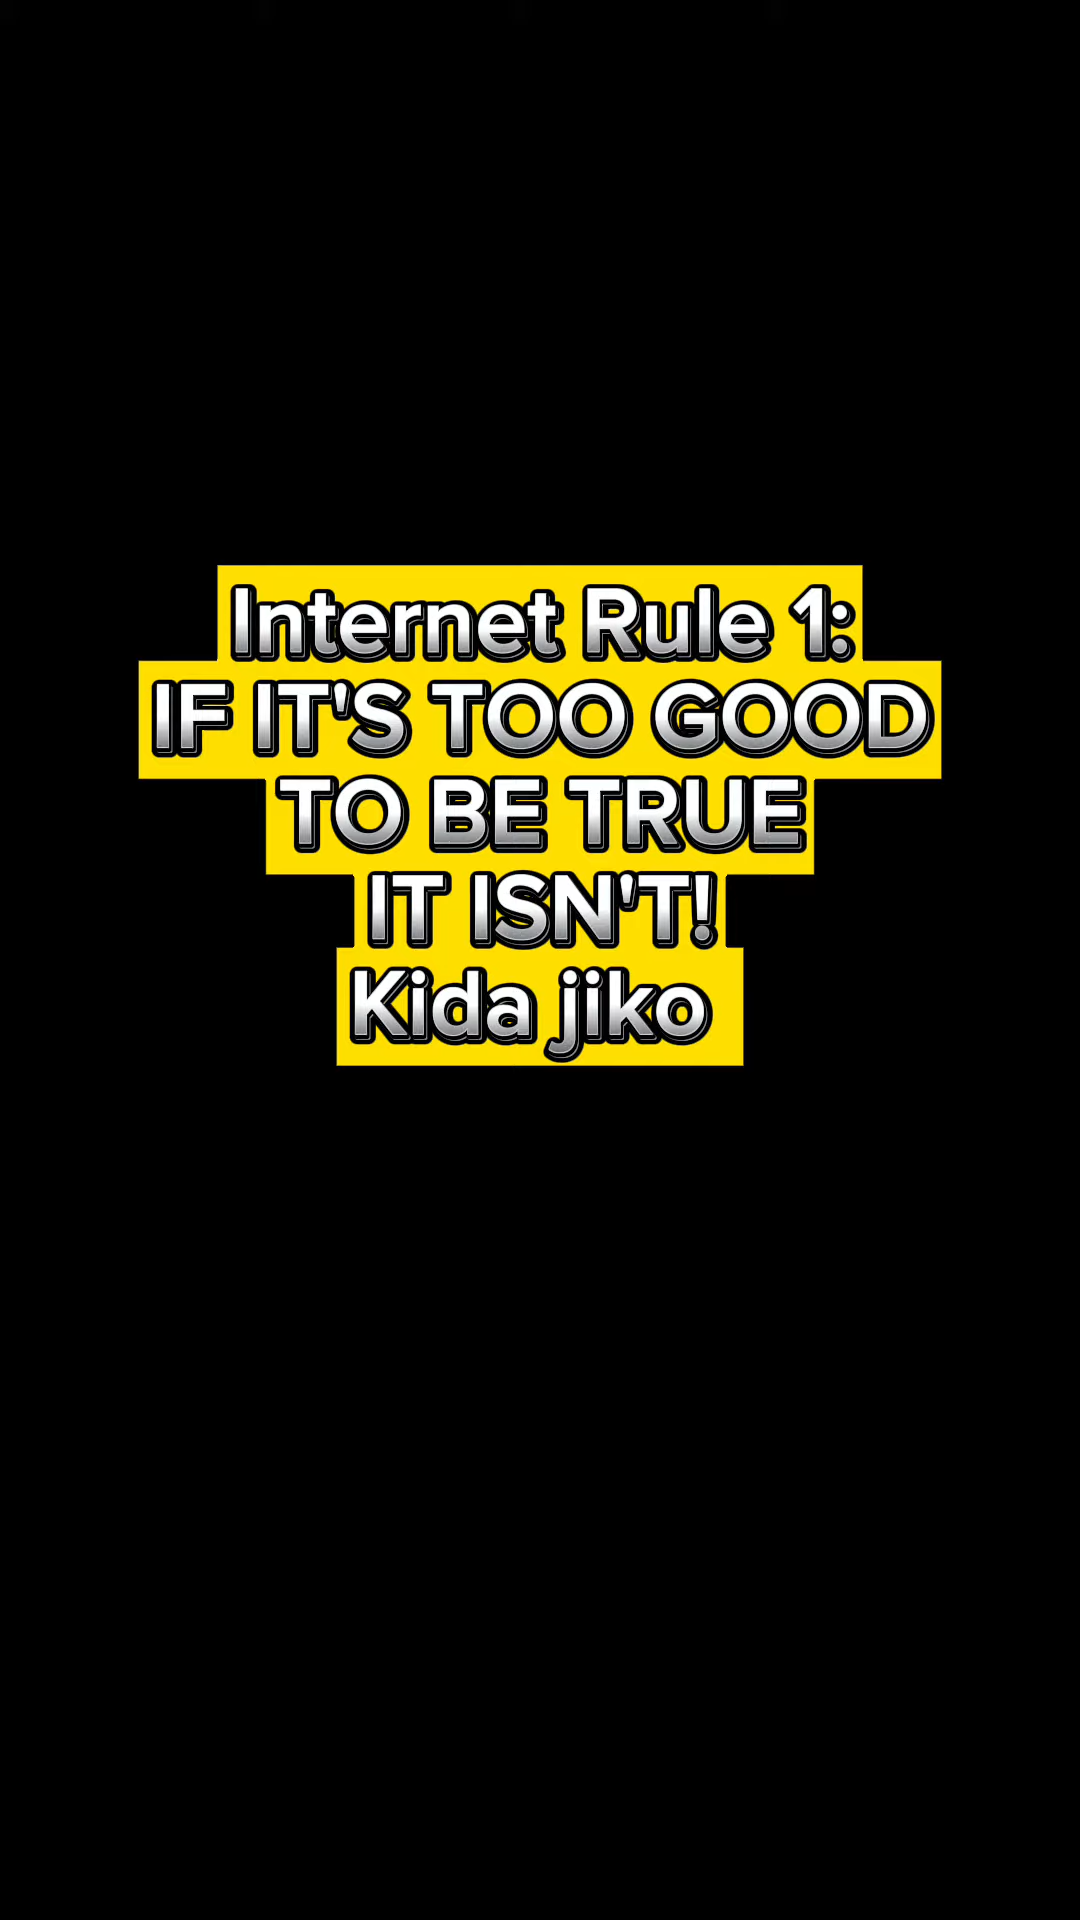 Internet Rule 1:
IF IT'S TOO GOOD
TO BE TRUE
IT ISN'T!
Kida jiko